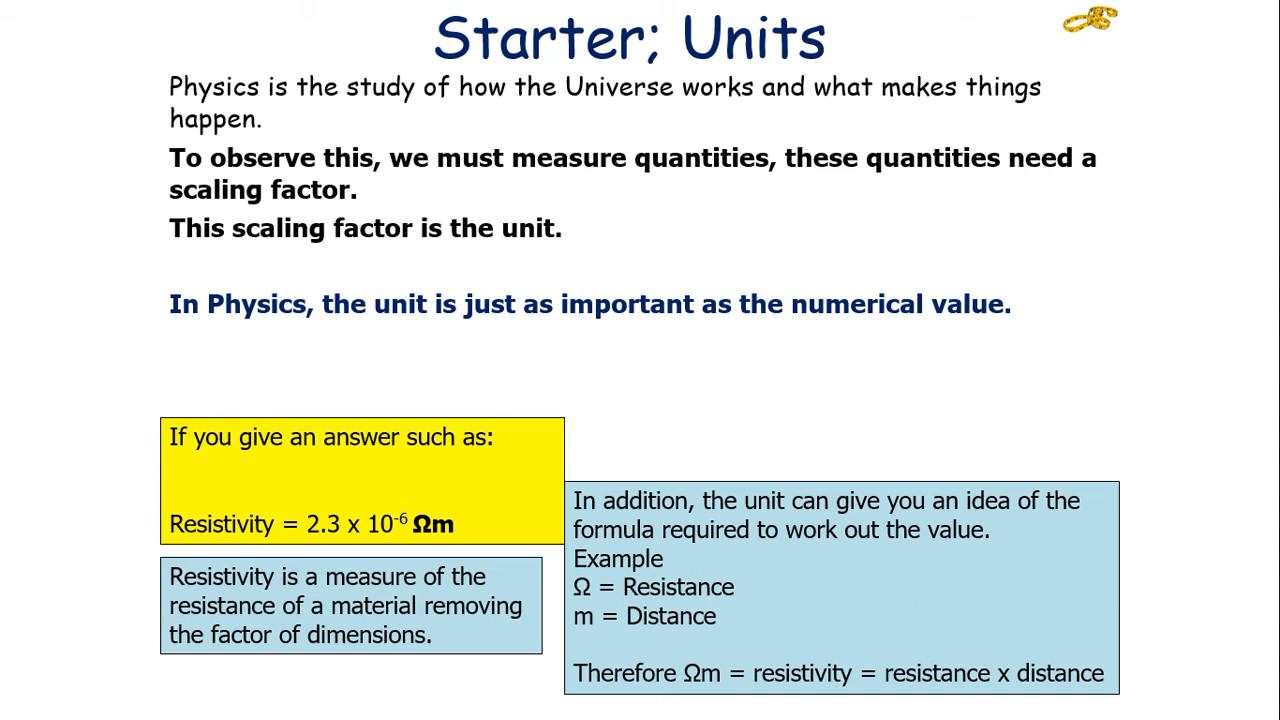 Starter; Units
Physics is the study of how the Universe works and what makes things
happen.
To observe this, we must measure quantities, these quantities need a
scaling factor.
This scaling factor is the unit.
In Physics, the unit is just as important as the numerical value.
If you give an answer such as:
Resistivity = 2.3 x 10⁻⁶ Ωm
Resistivity is a measure of the
resistance of a material removing
the factor of dimensions.
In addition, the unit can give you an idea of the
formula required to work out the value.
Example
Ω = Resistance
m = Distance
Therefore Ωm = resistivity = resistance x distance